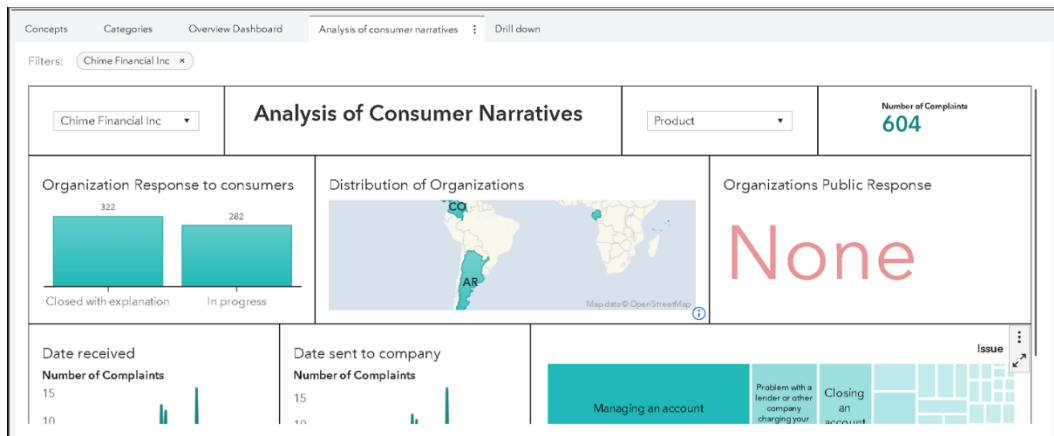 Concepts
Categories
Overview Dashboard
Analysis of consumer narratives
Drill down
Filters:
Chime Financial Inc ×
Chime Financial Inc
Analysis of Consumer Narratives
Product
Number of Complaints
604
Organization Response to consumers
322
282
Closed with explanation
In progress
Distribution of Organizations
CO
AR
Map data © OpenStreetMap
Organizations Public Response
None
Date received
Number of Complaints
15
10
Date sent to company
Number of Complaints
15
10
Issue
Managing an account
Problem with a
lender or other
company
charging your
Closing
an
account